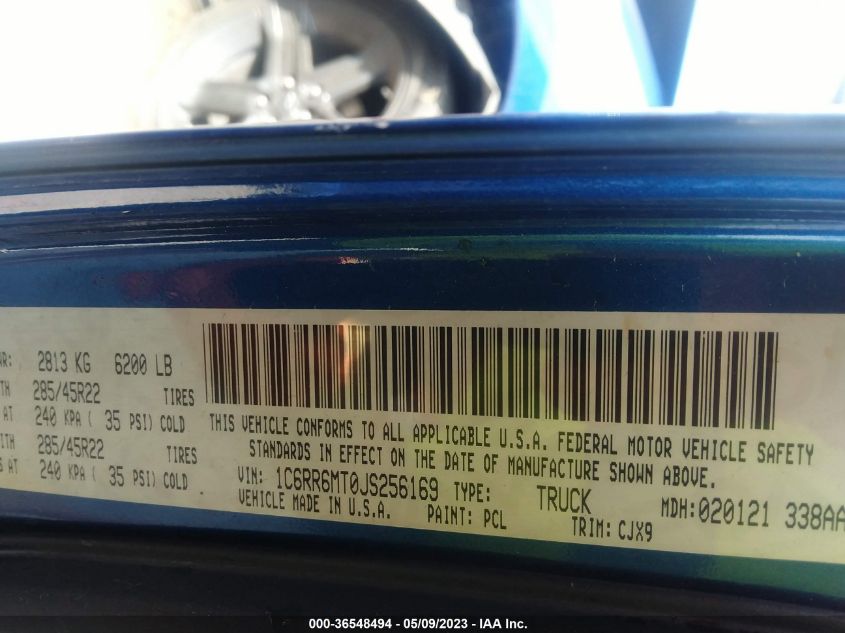 WR: 2813 KG 6200 LB
TH 285/45R22 TIRES
AT 240 KPA ( 35 PSI) COLD
ITH 285/45R22 TIRES
S AT 240 KPA ( 35 PSI) COLD
THIS VEHICLE CONFORMS TO ALL APPLICABLE U.S.A. FEDERAL MOTOR VEHICLE SAFETY
STANDARDS IN EFFECT ON THE DATE OF MANUFACTURE SHOWN ABOVE.
VIN: 1C6RR6MT0JS256169 TYPE: TRUCK MDH:020121 338AA
VEHICLE MADE IN U.S.A. PAINT: PCL TRIM: CJX9
000-36548494 - 05/09/2023 - IAA Inc.